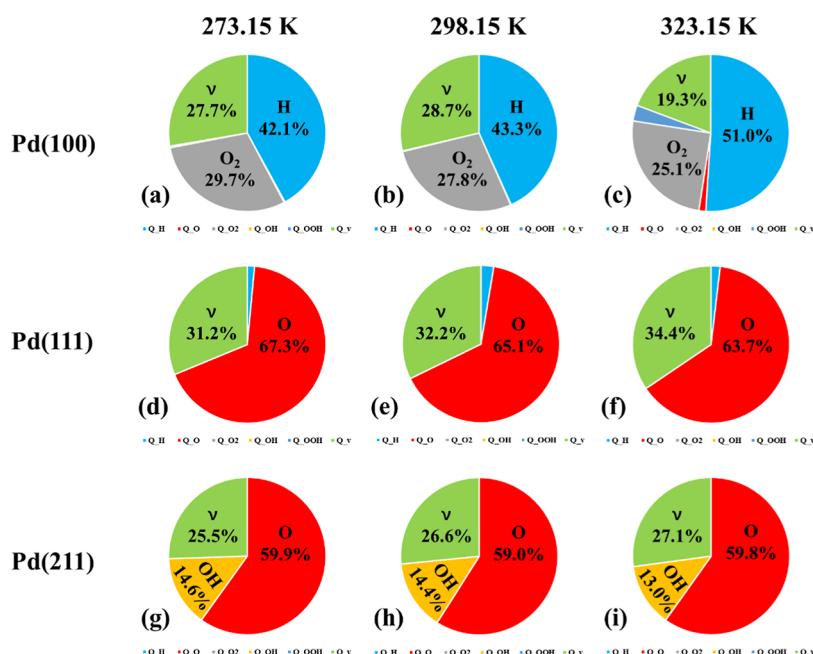 273.15 K 298.15 K 323.15 K
Pd(100)
ν
27.7%
H
42.1%
O₂
29.7%
(a)
ν
28.7%
H
43.3%
O₂
27.8%
(b)
ν
19.3%
H
51.0%
O₂
25.1%
(c)
Q_H Q_O Q_O2 Q_OH Q_OOH Q_v
Q_H Q_O Q_O2 Q_OH Q_OOH Q_v
Q_H Q_O Q_O2 Q_OH Q_OOH Q_v
Pd(111)
ν
31.2%
O
67.3%
(d)
ν
32.2%
O
65.1%
(e)
ν
34.4%
O
63.7%
(f)
Q_H Q_O Q_O2 Q_OH Q_OOH Q_v
Q_H Q_O Q_O2 Q_OH Q_OOH Q_v
Q_H Q_O Q_O2 Q_OH Q_OOH Q_v
Pd(211)
ν
25.5%
O
59.9%
OH
14.6%
(g)
ν
26.6%
O
59.0%
OH
14.4%
(h)
ν
27.1%
O
59.8%
OH
13.0%
(i)